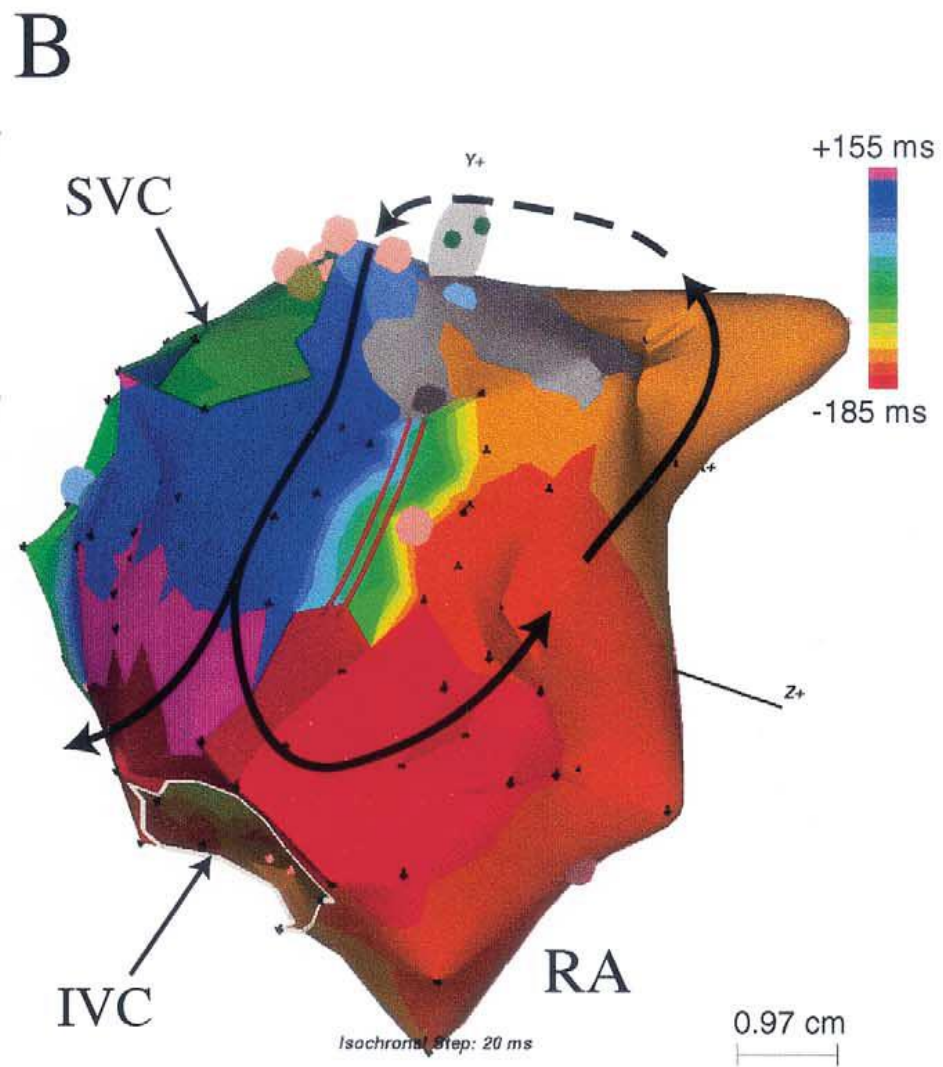 B
+155 ms
Y+
SVC
-185 ms
Z+
IVC
RA
0.97 cm
Isochronal Step: 20 ms